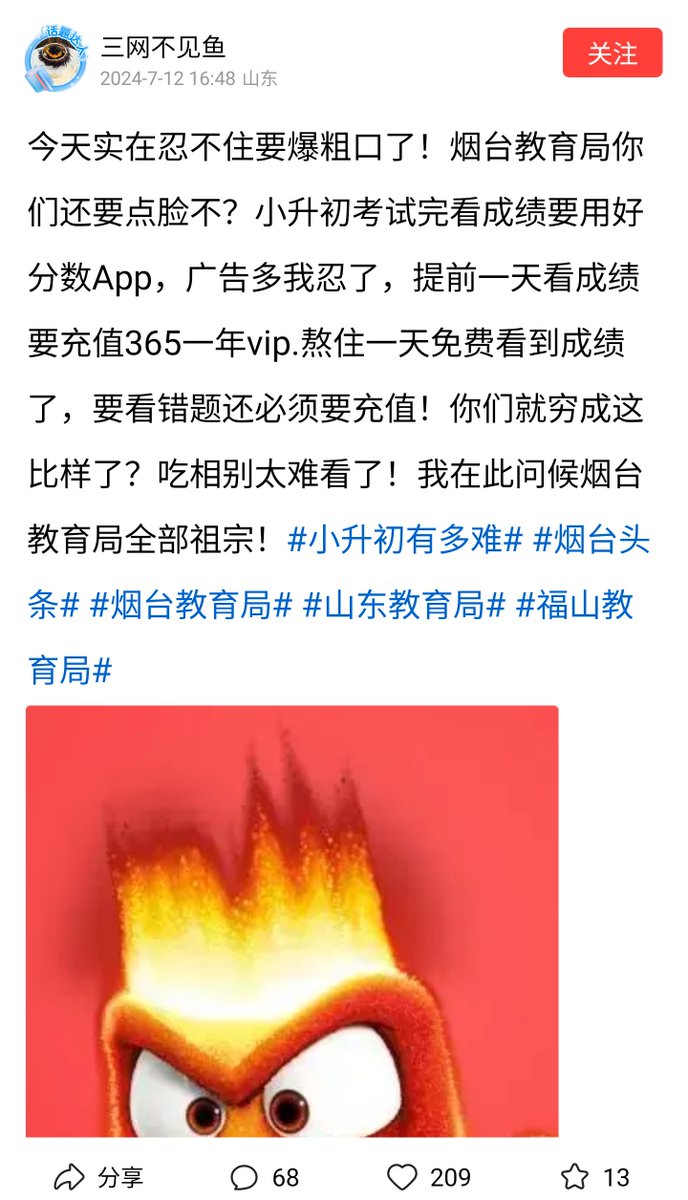 话题达人
三网不见鱼
2024-7-12 16:48 山东
关注
今天实在忍不住要爆粗口了！烟台教育局你
们还要点脸不？小升初考试完看成绩要用好
分数App，广告多我忍了，提前一天看成绩
要充值365一年vip.熬住一天免费看到成绩
了，要看错题还必须要充值！你们就穷成这
比样了？吃相别太难看了！我在此问候烟台
教育局全部祖宗！#小升初有多难# #烟台头
条# #烟台教育局# #山东教育局# #福山教
育局#
分享
68
209
13